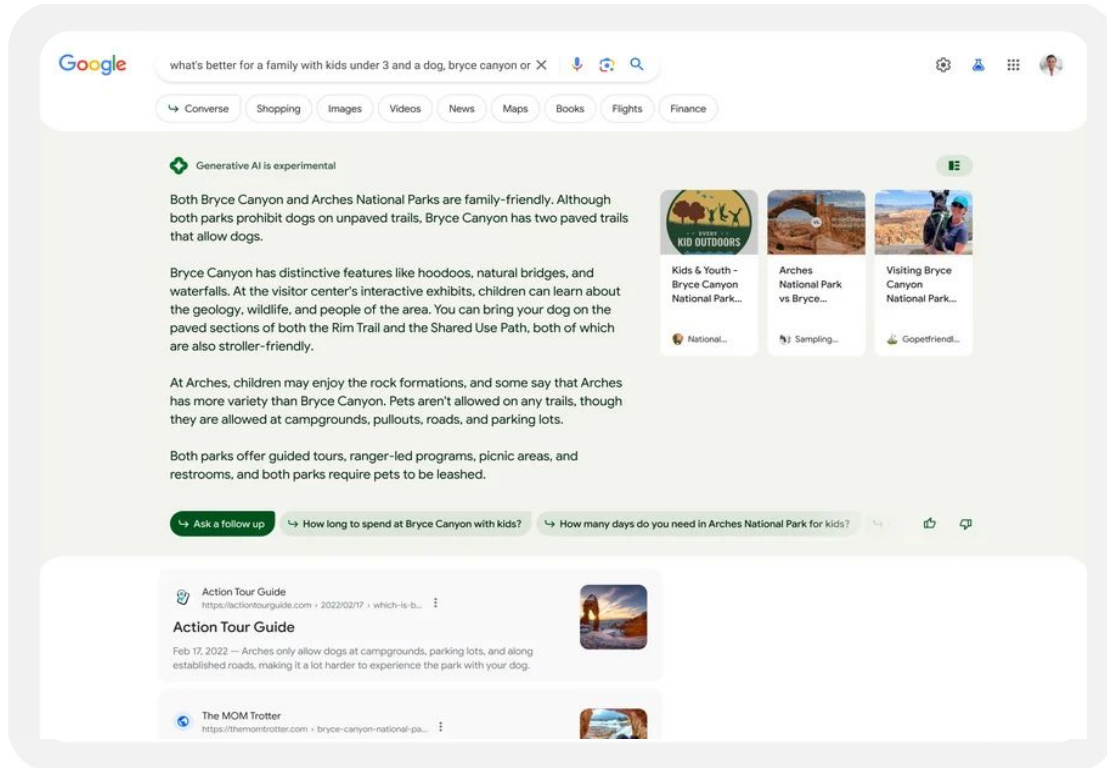 Google
what's better for a family with kids under 3 and a dog, bryce canyon or
Converse
Shopping
Images
Videos
News
Maps
Books
Flights
Finance
Generative AI is experimental
Both Bryce Canyon and Arches National Parks are family-friendly. Although
both parks prohibit dogs on unpaved trails, Bryce Canyon has two paved trails
that allow dogs.
Bryce Canyon has distinctive features like hoodoos, natural bridges, and
waterfalls. At the visitor center's interactive exhibits, children can learn about
the geology, wildlife, and people of the area. You can bring your dog on the
paved sections of both the Rim Trail and the Shared Use Path, both of which
are also stroller-friendly.
At Arches, children may enjoy the rock formations, and some say that Arches
has more variety than Bryce Canyon. Pets aren't allowed on any trails, though
they are allowed at campgrounds, pullouts, roads, and parking lots.
Both parks offer guided tours, ranger-led programs, picnic areas, and
restrooms, and both parks require pets to be leashed.
EVERY
KID OUTDOORS
Kids & Youth -
Bryce Canyon
National Park...
National...
VS.
Arches
National Park
vs Bryce...
Sampling...
Visiting Bryce
Canyon
National Park...
Gopetfriendl...
Ask a follow up
How long to spend at Bryce Canyon with kids?
How many days do you need in Arches National Park for kids?
Action Tour Guide
https://actiontourguide.com › 2022/02/17 › which-is-b...
Action Tour Guide
Feb 17, 2022 — Arches only allow dogs at campgrounds, parking lots, and along
established roads, making it a lot harder to experience the park with your dog.
The MOM Trotter
https://themomtrotter.com › bryce-canyon-national-pa...